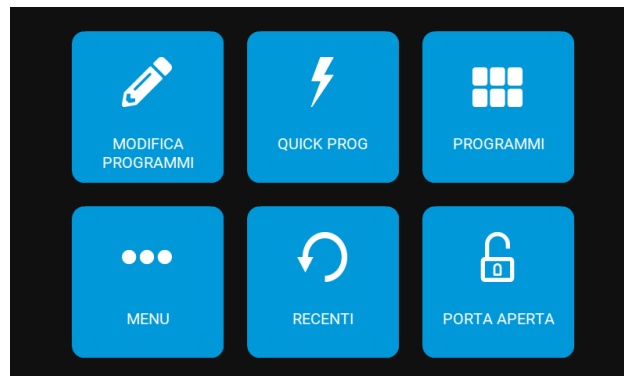 MODIFICA
PROGRAMMI
QUICK PROG
PROGRAMMI
MENU
RECENTI
PORTA APERTA